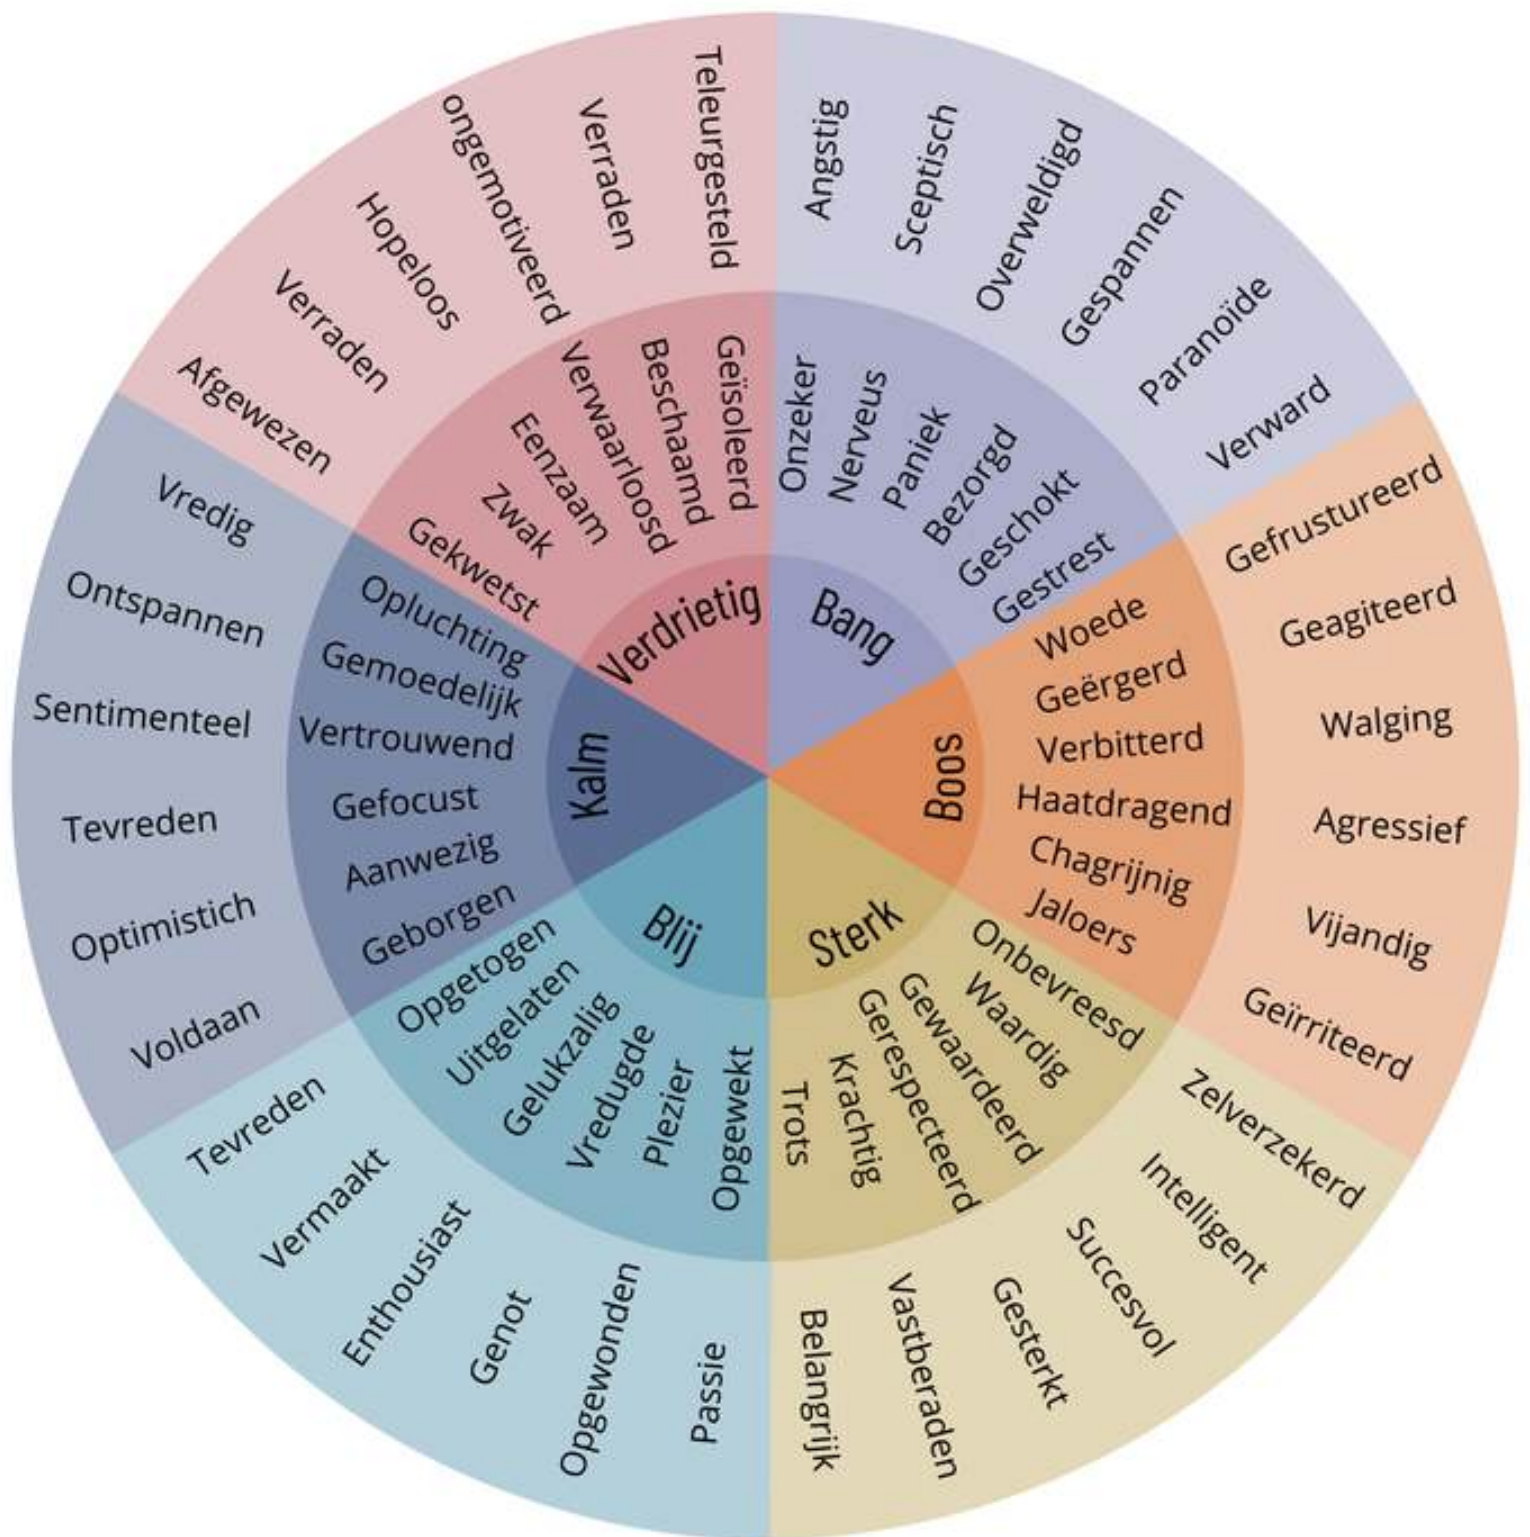 Verdrietig
Bang
Boos
Sterk
Blij
Kalm
Onzeker
Nerveus
Paniek
Bezorgd
Geschokt
Gestrest
Angstig
Sceptisch
Overweldigd
Gespannen
Paranoïde
Verward
Woede
Geërgerd
Verbitterd
Haatdragend
Chagrijnig
Jaloers
Gefrustureerd
Geagiteerd
Walging
Agressief
Vijandig
Geïrriteerd
Onbevreesd
Waardig
Gewaardeerd
Gerespecteerd
Krachtig
Trots
Zelverzekerd
Intelligent
Succesvol
Gesterkt
Vastberaden
Belangrijk
Opgewekt
Plezier
Vredugde
Gelukzalig
Uitgelaten
Opgetogen
Passie
Opgewonden
Genot
Enthousiast
Vermaakt
Tevreden
Geborgen
Aanwezig
Gefocust
Vertrouwend
Gemoedelijk
Opluchting
Voldaan
Optimistich
Tevreden
Sentimenteel
Ontspannen
Vredig
Gekwetst
Zwak
Eenzaam
Verwaarloosd
Beschaamd
Geïsoleerd
Afgewezen
Verraden
Hopeloos
ongemotiveerd
Verraden
Teleurgesteld